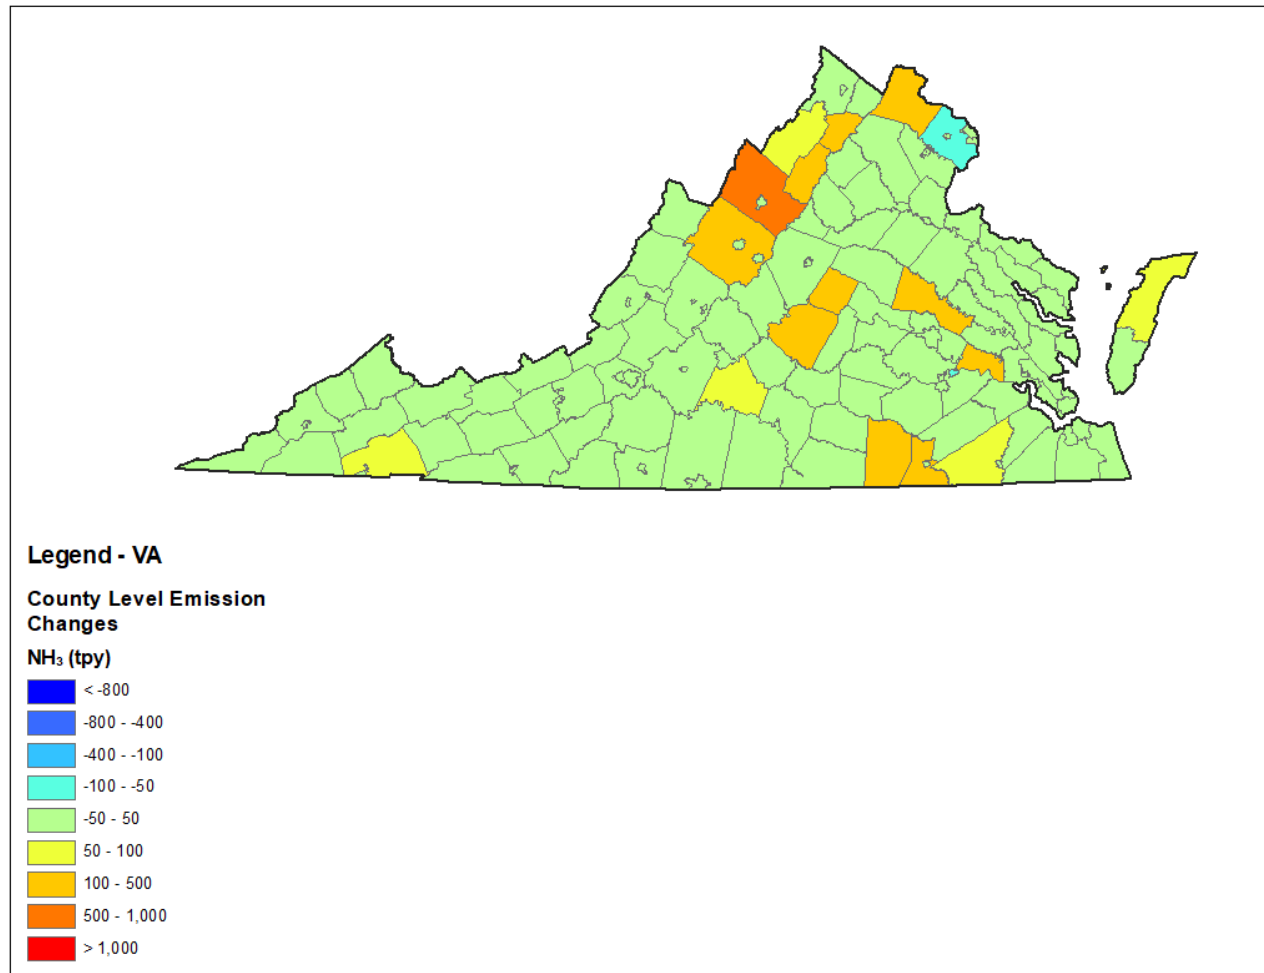 Legend - VA
County Level Emission
Changes
NH₃ (tpy)
< -800
-800 - -400
-400 - -100
-100 - -50
-50 - 50
50 - 100
100 - 500
500 - 1,000
> 1,000